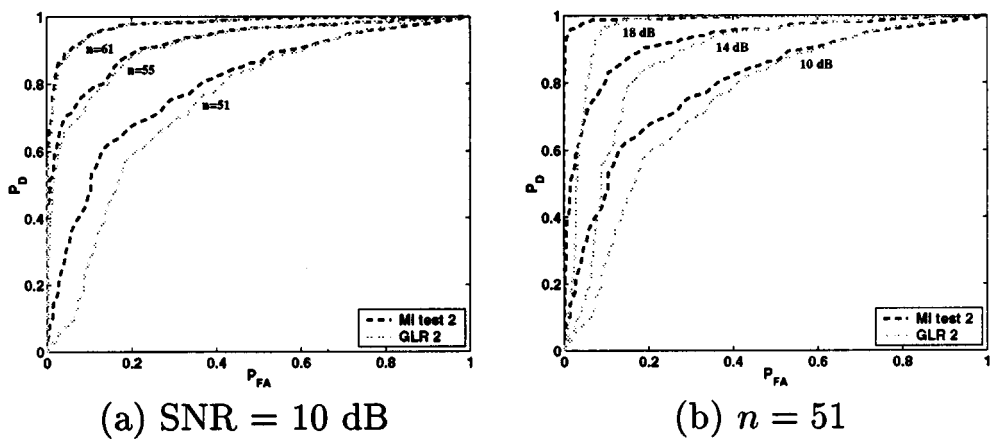 1
0.8
0.6
0.4
0.2
0
P_D
n=61
n=55
n=51
MI test 2
GLR 2
0 0.2 0.4 0.6 0.8 1
P_FA
(a) SNR = 10 dB
1
0.8
0.6
0.4
0.2
0
P_D
18 dB
14 dB
10 dB
MI test 2
GLR 2
0 0.2 0.4 0.6 0.8 1
P_FA
(b) n = 51